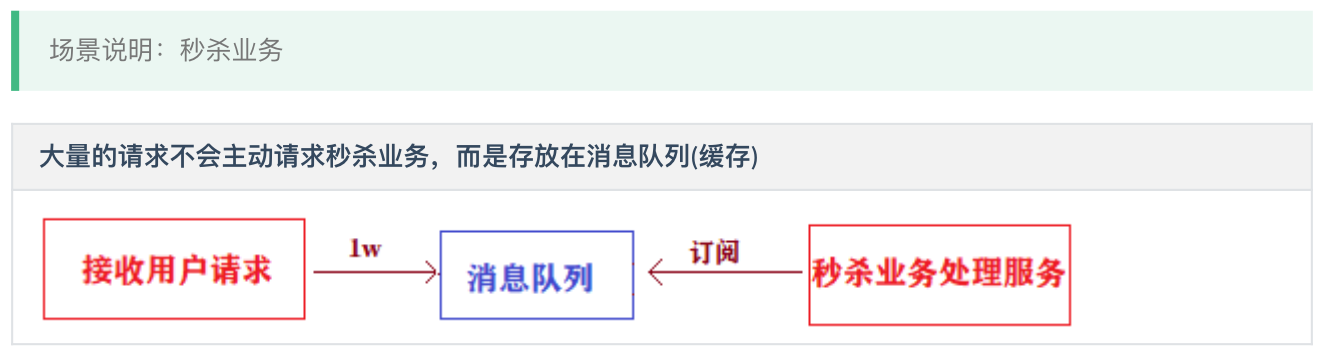 场景说明：秒杀业务
大量的请求不会主动请求秒杀业务，而是存放在消息队列(缓存)
接收用户请求
1w
消息队列
订阅
秒杀业务处理服务